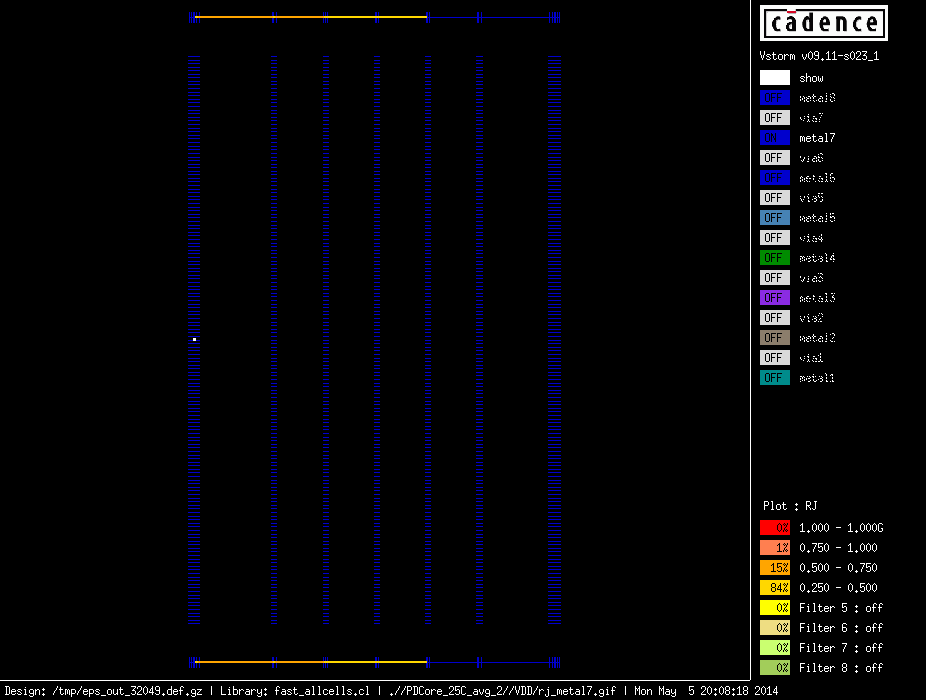 cādence
Vstorm v09.11-s023_1
show
metal8
OFF via7
metal7
OFF via6
metal6
OFF via5
OFF metal5
OFF via4
OFF metal4
OFF via3
OFF metal3
OFF via2
OFF metal2
OFF via1
OFF metal1
Plot : RJ
0% 1.000 - 1.000G
1% 0.750 - 1.000
15% 0.500 - 0.750
84% 0.250 - 0.500
0% Filter 5 : off
0% Filter 6 : off
0% Filter 7 : off
0% Filter 8 : off
Design: /tmp/eps_out_32049.def.gz | Library: fast_allcells.cl | .//PDCore_25C_avg_2//VDD/rj_metal7.gif | Mon May  5 20:08:18 2014